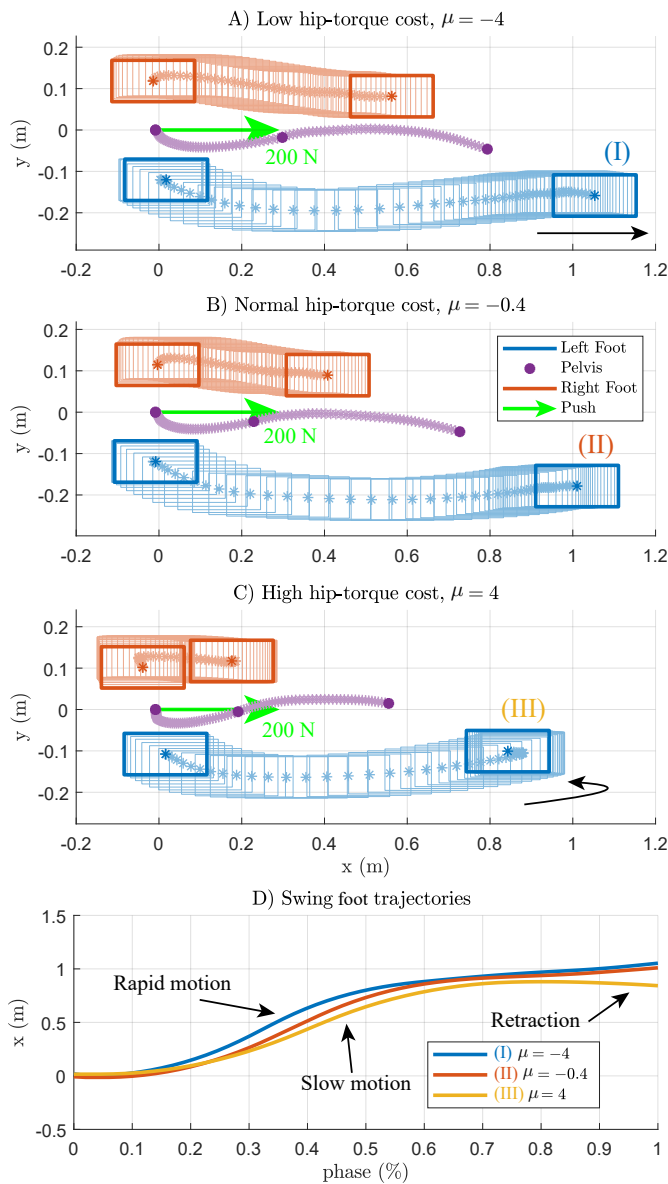 A) Low hip-torque cost, μ = −4
0.2
0.1
0
-0.1
-0.2
y (m)
200 N
(I)
-0.2 0 0.2 0.4 0.6 0.8 1 1.2
B) Normal hip-torque cost, μ = −0.4
0.2
0.1
0
-0.1
-0.2
y (m)
200 N
Left Foot
Pelvis
Right Foot
Push
(II)
-0.2 0 0.2 0.4 0.6 0.8 1 1.2
C) High hip-torque cost, μ = 4
0.2
0.1
0
-0.1
-0.2
y (m)
200 N
(III)
-0.2 0 0.2 0.4 0.6 0.8 1 1.2
x (m)
D) Swing foot trajectories
1.5
1
0.5
0
-0.5
x (m)
Rapid motion
Slow motion
Retraction
(I) μ = −4
(II) μ = −0.4
(III) μ = 4
0 0.1 0.2 0.3 0.4 0.5 0.6 0.7 0.8 0.9 1
phase (%)